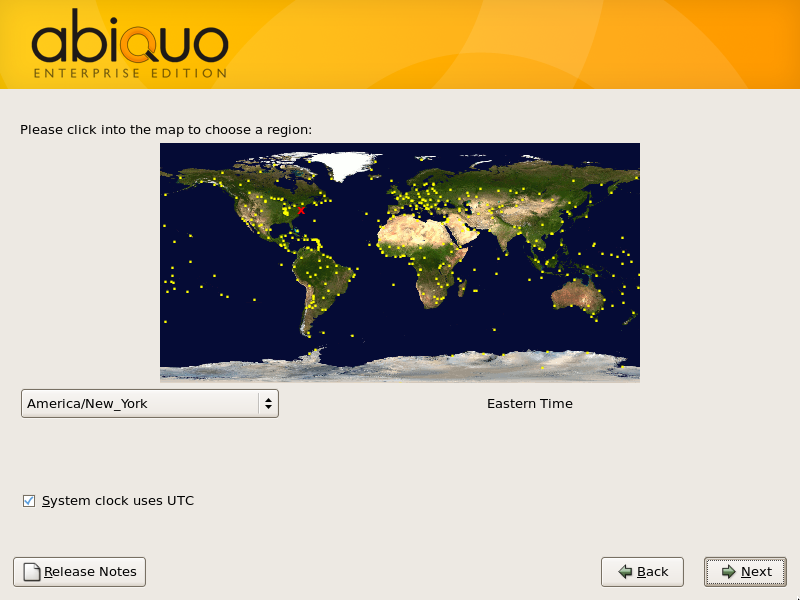 abiquo
ENTERPRISE EDITION
Please click into the map to choose a region:
America/New_York
Eastern Time
System clock uses UTC
Release Notes
Back
Next